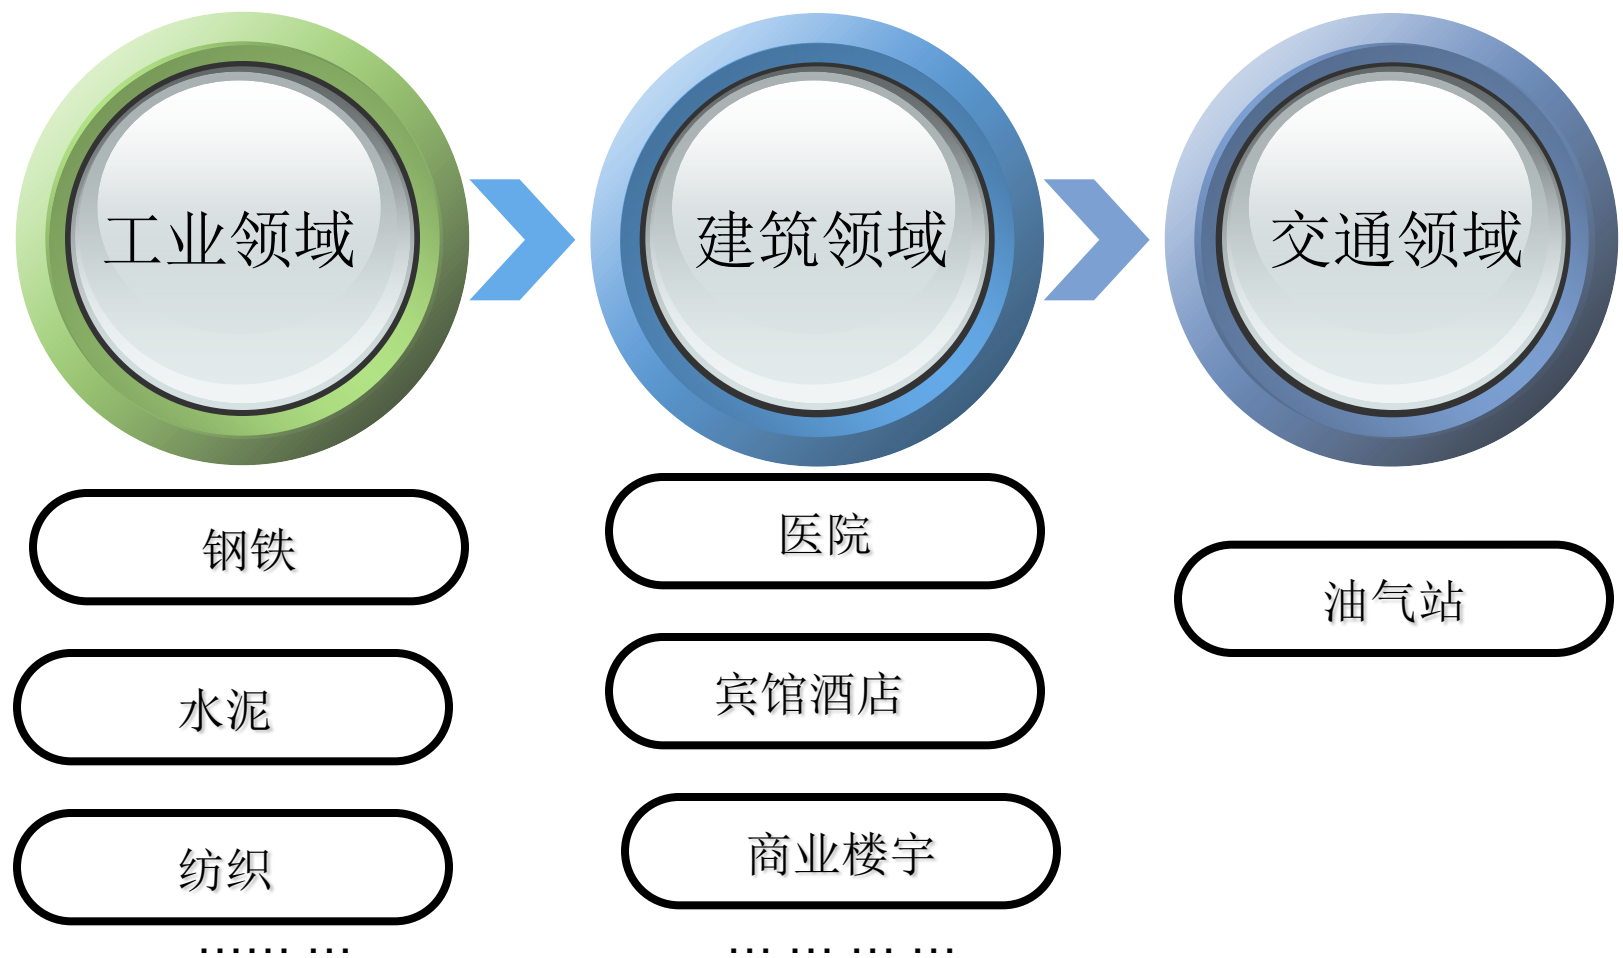 工业领域
建筑领域
交通领域
钢铁
水泥
纺织
…… …
医院
宾馆酒店
商业楼宇
… … … …
油气站